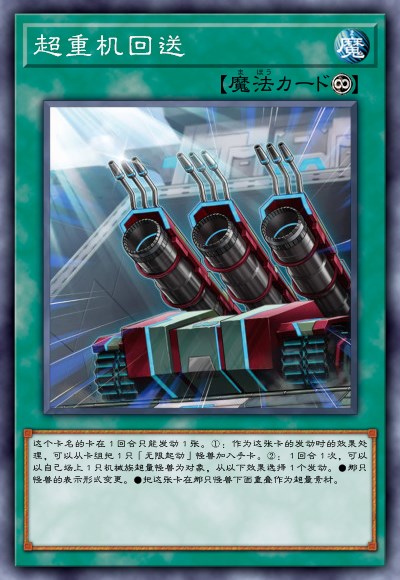 超重机回送
魔
【魔法カード】
这个卡名的卡在1回合只能发动1张。①：作为这张卡的发动时的效果处
理，可以从卡组把1只「无限起动」怪兽加入手卡。②：1回合1次，可以
以自己场上1只机械族超量怪兽为对象，从以下效果选择1个发动。●那只
怪兽的表示形式变更。●把这张卡在那只怪兽下面重叠作为超量素材。